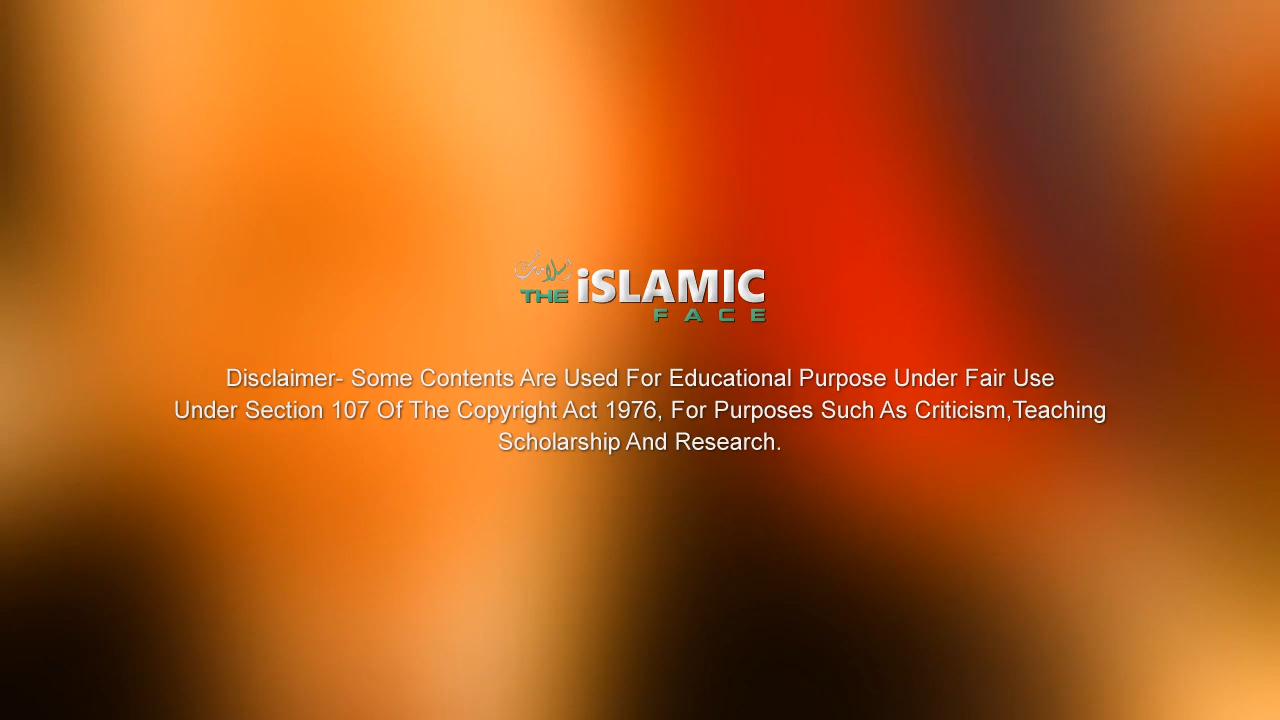 THE iSLAMIC
FACE
Disclaimer- Some Contents Are Used For Educational Purpose Under Fair Use
Under Section 107 Of The Copyright Act 1976, For Purposes Such As Criticism,Teaching
Scholarship And Research.